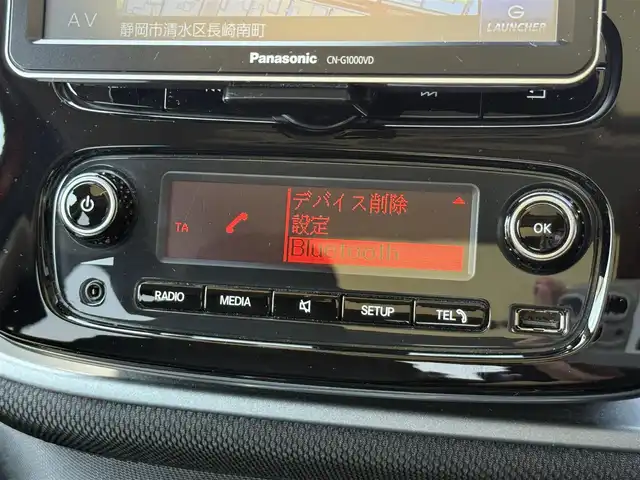 AV
静岡市清水区長崎南町
G
LAUNCHER
Panasonic CN-G1000VD
デバイス削除
TA
設定
Bluetooth
OK
RADIO MEDIA SETUP TEL